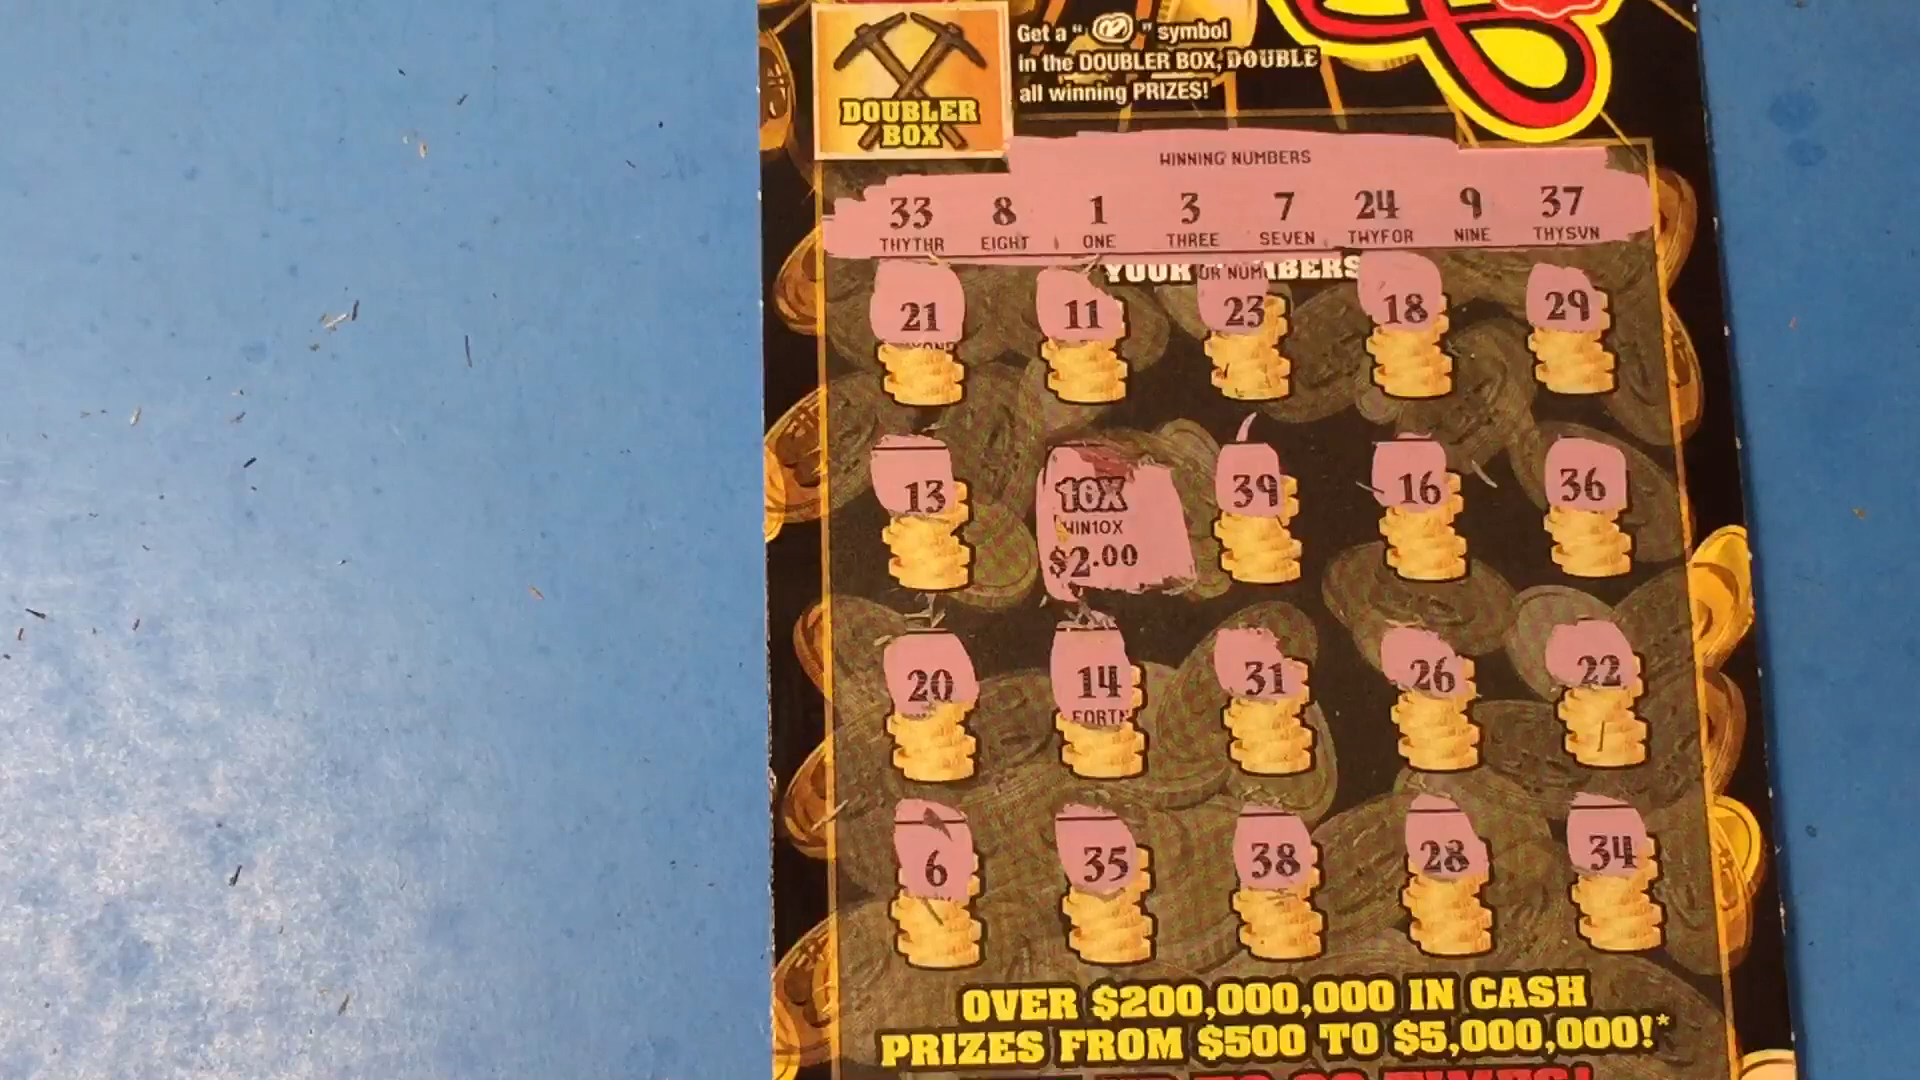 Get a " " symbol
in the DOUBLER BOX, DOUBLE
all winning PRIZES!
DOUBLER
BOX
WINNING NUMBERS
33 8 1 3 7 24 9 37
THYTHR EIGHT ONE THREE SEVEN TWYFOR NINE THYSVN
YOUR NUMBERS
21 11 23 18 29
13 10X 39 16 36
WIN10X
$2.00
20 14 31 26 22
6 35 38 28 34
OVER $200,000,000 IN CASH
PRIZES FROM $500 TO $5,000,000!*